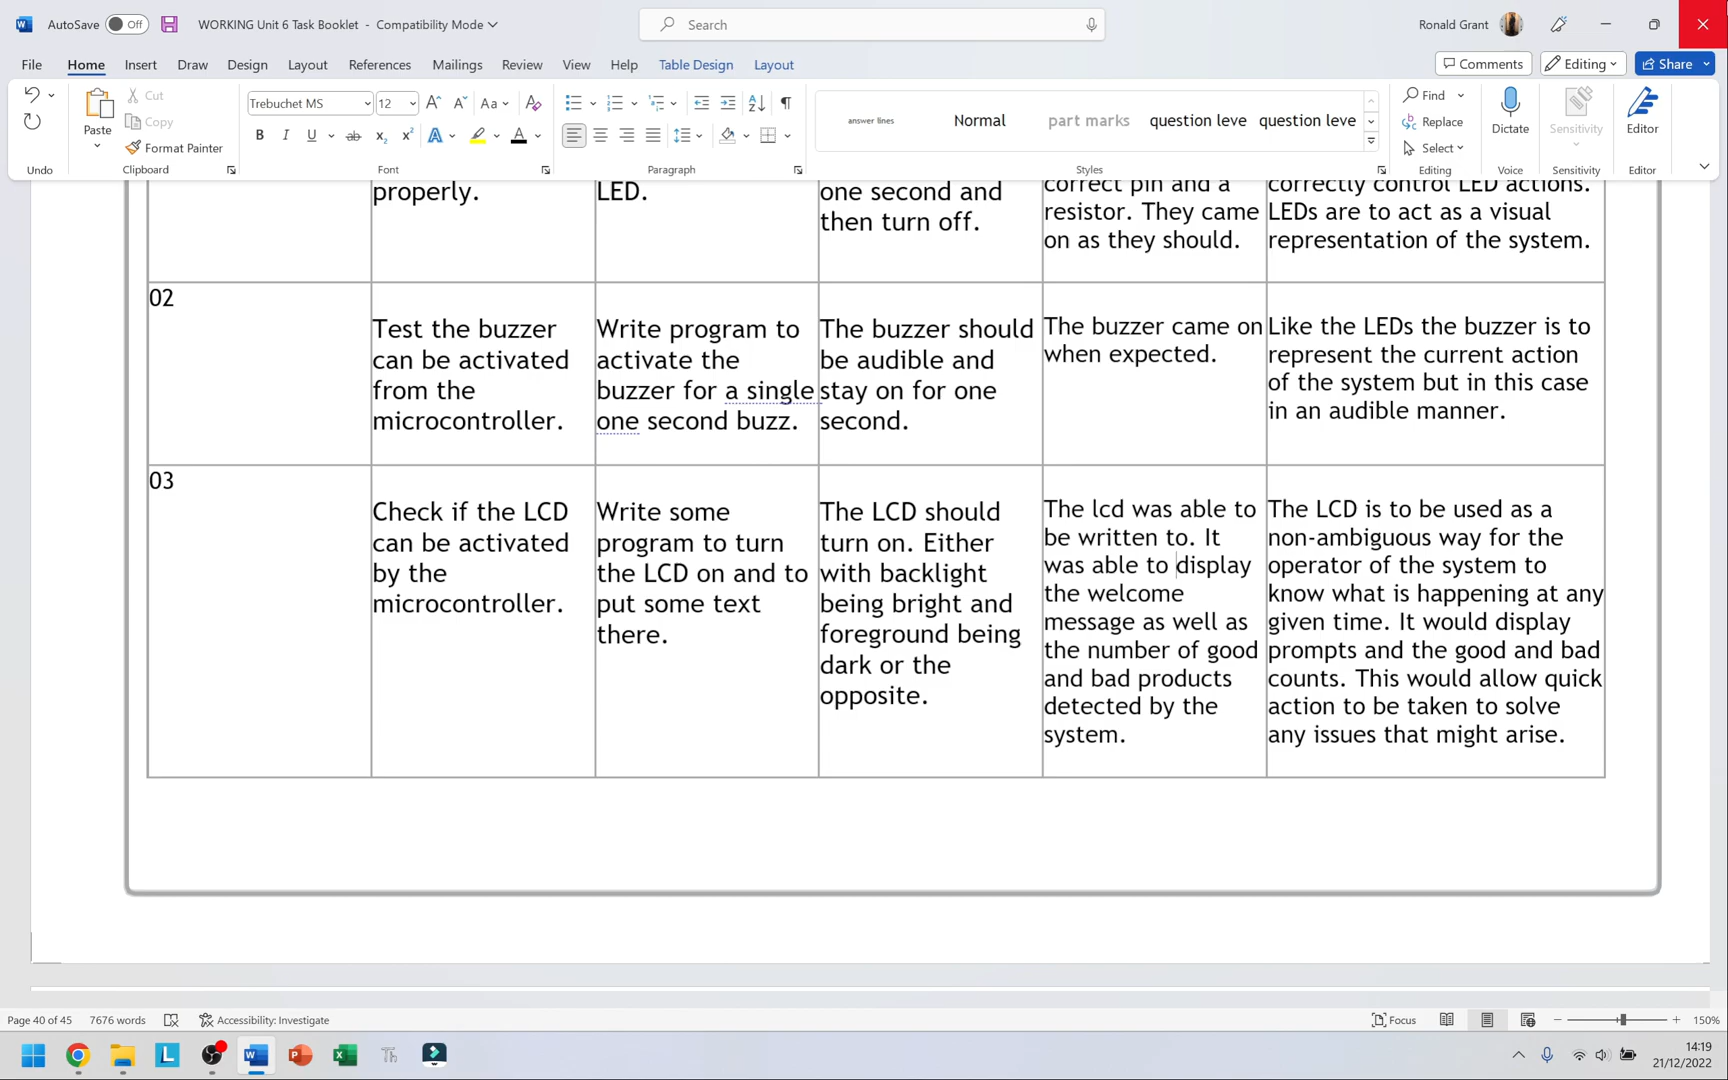 AutoSave Off WORKING Unit 6 Task Booklet - Compatibility Mode Search Ronald Grant
File Home Insert Draw Design Layout References Mailings Review View Help Table Design Layout Comments Editing Share
Trebuchet MS 12
Paste
Cut
Copy
Format Painter
answer lines Normal part marks question leve question leve
Find
Replace
Select
Dictate Sensitivity Editor
Undo Clipboard Font Paragraph Styles Editing Voice Sensitivity Editor
properly.
LED.
one second and
then turn off.
correct pin and a
resistor. They came
on as they should.
correctly control LED actions.
LEDs are to act as a visual
representation of the system.
02
Test the buzzer
can be activated
from the
microcontroller.
Write program to
activate the
buzzer for a single
one second buzz.
The buzzer should
be audible and
stay on for one
second.
The buzzer came on
when expected.
Like the LEDs the buzzer is to
represent the current action
of the system but in this case
in an audible manner.
03
Check if the LCD
can be activated
by the
microcontroller.
Write some
program to turn
the LCD on and to
put some text
there.
The LCD should
turn on. Either
with backlight
being bright and
foreground being
dark or the
opposite.
The lcd was able to
be written to. It
was able to display
the welcome
message as well as
the number of good
and bad products
detected by the
system.
The LCD is to be used as a
non-ambiguous way for the
operator of the system to
know what is happening at any
given time. It would display
prompts and the good and bad
counts. This would allow quick
action to be taken to solve
any issues that might arise.
Page 40 of 45 7676 words Accessibility: Investigate Focus 150%
14:19
21/12/2022